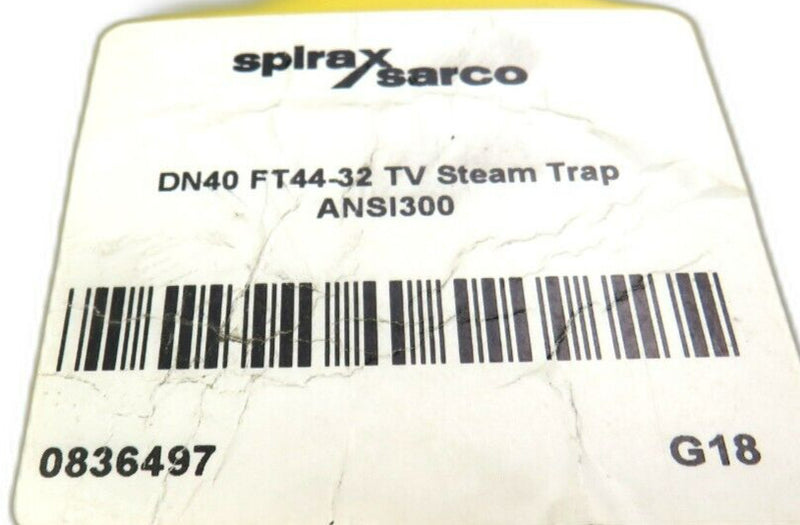 spirax
sarco
DN40 FT44-32 TV Steam Trap
ANSI300
0836497
G18